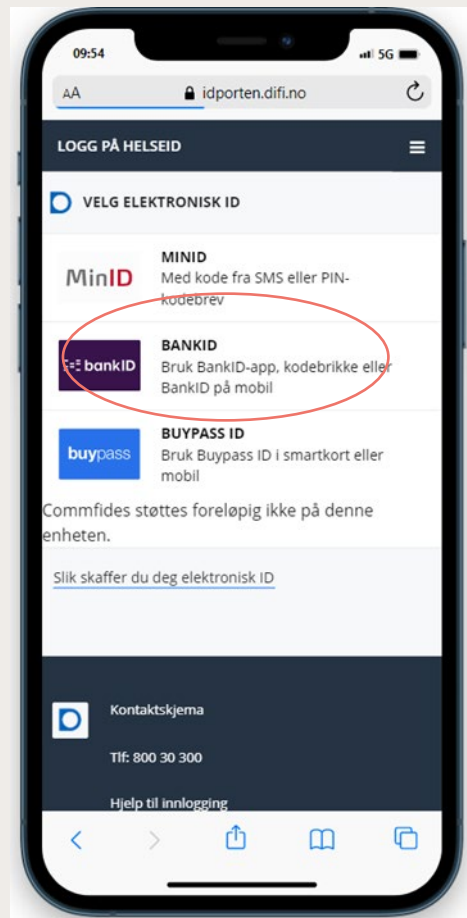 09:54
5G
AA idporten.difi.no
LOGG PÅ HELSEID
VELG ELEKTRONISK ID
MinID
MINID
Med kode fra SMS eller PIN-
kodebrev
bankID
BANKID
Bruk BankID-app, kodebrikke eller
BankID på mobil
buypass
BUYPASS ID
Bruk Buypass ID i smartkort eller
mobil
Commfides støttes foreløpig ikke på denne
enheten.
Slik skaffer du deg elektronisk ID
Kontaktskjema
Tlf: 800 30 300
Hjelp til innlogging